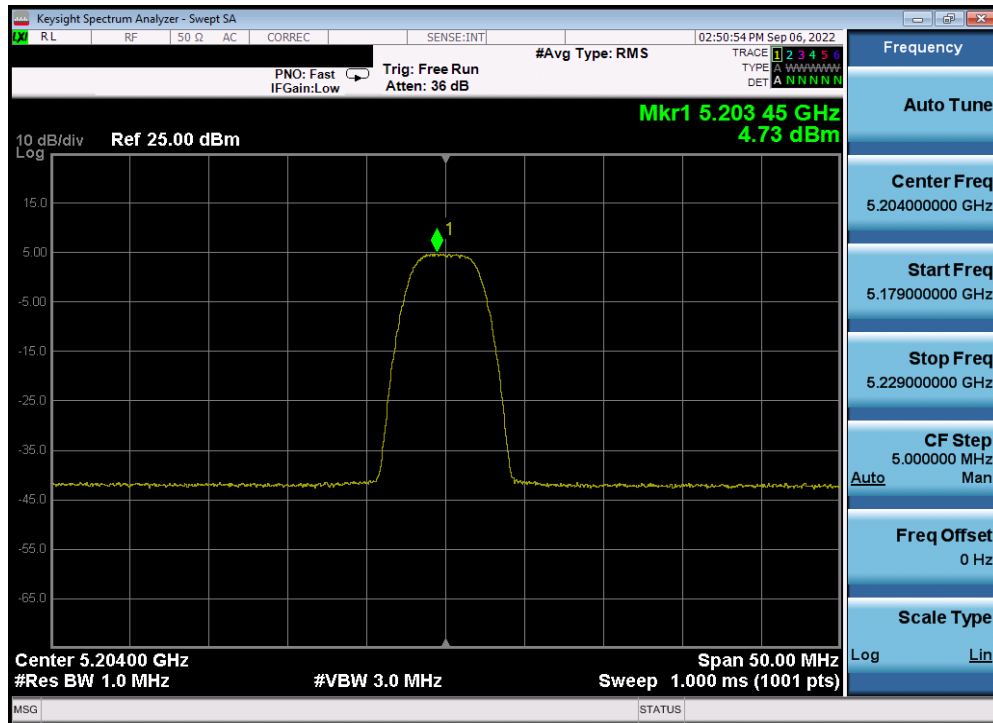 Keysight Spectrum Analyzer - Swept SA
LXI RL RF 50 Ω AC CORREC SENSE:INT 02:50:54 PM Sep 06, 2022
#Avg Type: RMS
TRACE 1 2 3 4 5 6
PNO: Fast Trig: Free Run
TYPE A WWWWW
IFGain:Low Atten: 36 dB
DET A N N N N N
Mkr1 5.203 45 GHz
4.73 dBm
10 dB/div Ref 25.00 dBm
Log
15.0
1
5.00
-5.00
-15.0
-25.0
-35.0
-45.0
-55.0
-65.0
Center 5.20400 GHz Span 50.00 MHz
#Res BW 1.0 MHz #VBW 3.0 MHz Sweep 1.000 ms (1001 pts)
MSG STATUS
Frequency
Auto Tune
Center Freq
5.204000000 GHz
Start Freq
5.179000000 GHz
Stop Freq
5.229000000 GHz
CF Step
5.000000 MHz
Auto Man
Freq Offset
0 Hz
Scale Type
Log Lin